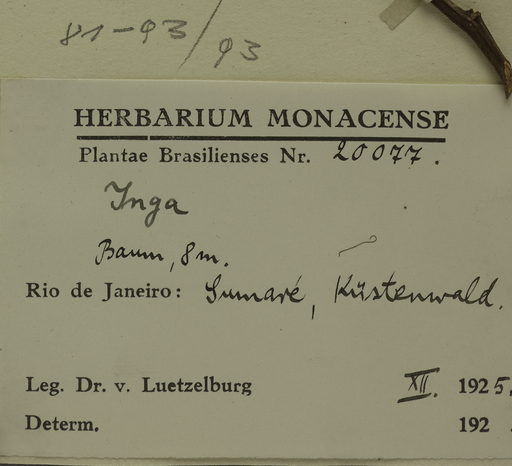 81-93/93
HERBARIUM MONACENSE
Plantae Brasilienses Nr. 20077.
Inga
Baum, 8 m.
Rio de Janeiro: Sumaré, Küstenwald.
Leg. Dr. v. Luetzelburg XII. 1925.
Determ. 192 .